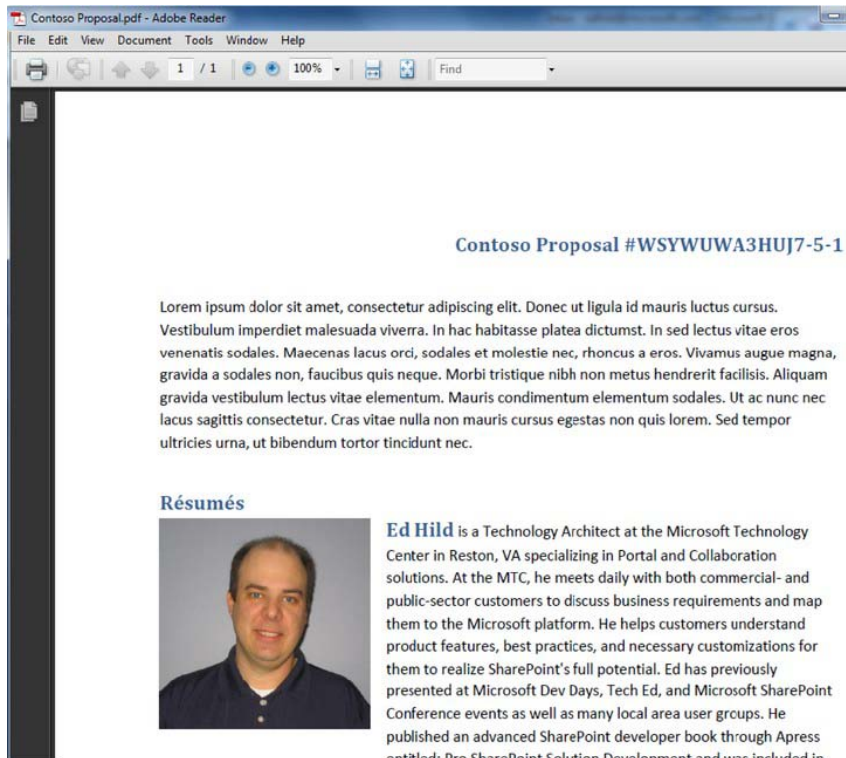 Contoso Proposal.pdf - Adobe Reader
File Edit View Document Tools Window Help
1 / 1 100% Find
Contoso Proposal #WSYWUWA3HUJ7-5-1
Lorem ipsum dolor sit amet, consectetur adipiscing elit. Donec ut ligula id mauris luctus cursus.
Vestibulum imperdiet malesuada viverra. In hac habitasse platea dictumst. In sed lectus vitae eros
venenatis sodales. Maecenas lacus orci, sodales et molestie nec, rhoncus a eros. Vivamus augue magna,
gravida a sodales non, faucibus quis neque. Morbi tristique nibh non metus hendrerit facilisis. Aliquam
gravida vestibulum lectus vitae elementum. Mauris condimentum elementum sodales. Ut ac nunc nec
lacus sagittis consectetur. Cras vitae nulla non mauris cursus egestas non quis lorem. Sed tempor
ultricies urna, ut bibendum tortor tincidunt nec.
Résumés
Ed Hild is a Technology Architect at the Microsoft Technology
Center in Reston, VA specializing in Portal and Collaboration
solutions. At the MTC, he meets daily with both commercial- and
public-sector customers to discuss business requirements and map
them to the Microsoft platform. He helps customers understand
product features, best practices, and necessary customizations for
them to realize SharePoint's full potential. Ed has previously
presented at Microsoft Dev Days, Tech Ed, and Microsoft SharePoint
Conference events as well as many local area user groups. He
published an advanced SharePoint developer book through Apress
entitled: Pro SharePoint Solution Development and was included in